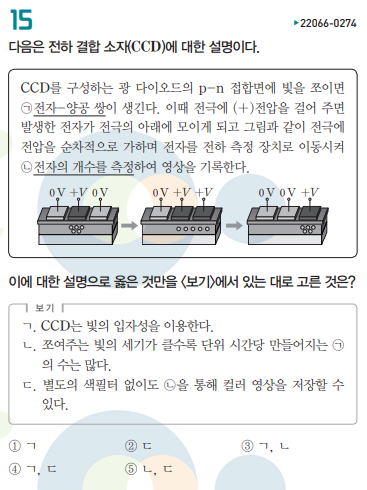 15
▶22066-0274
다음은 전하 결합 소자(CCD)에 대한 설명이다.
CCD를 구성하는 광 다이오드의 p-n 접합면에 빛을 쪼이면
㉠전자-양공 쌍이 생긴다. 이때 전극에 (+)전압을 걸어 주면
발생한 전자가 전극의 아래에 모이게 되고 그림과 같이 전극에
전압을 순차적으로 가하며 전자를 전하 측정 장치로 이동시켜
㉡전자의 개수를 측정하여 영상을 기록한다.
0V +V 0V 0V +V +V 0V 0V +V
이에 대한 설명으로 옳은 것만을 <보기>에서 있는 대로 고른 것은?
보기
ㄱ. CCD는 빛의 입자성을 이용한다.
ㄴ. 쪼여주는 빛의 세기가 클수록 단위 시간당 만들어지는 ㉠
의 수는 많다.
ㄷ. 별도의 색필터 없이도 ㉡을 통해 컬러 영상을 저장할 수
있다.
① ㄱ ② ㄷ ③ ㄱ, ㄴ
④ ㄱ, ㄷ ⑤ ㄴ, ㄷ